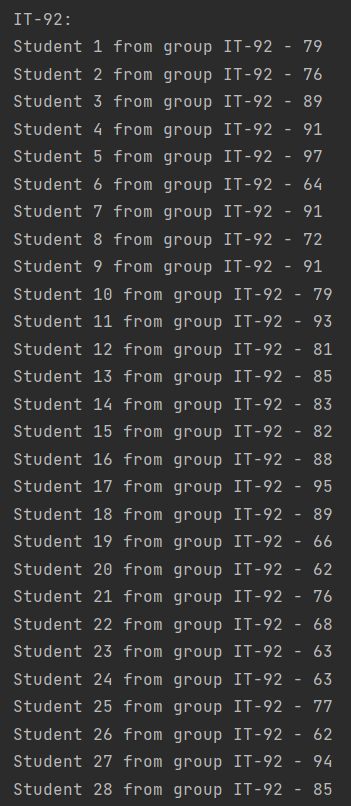 IT-92:
Student 1 from group IT-92 - 79
Student 2 from group IT-92 - 76
Student 3 from group IT-92 - 89
Student 4 from group IT-92 - 91
Student 5 from group IT-92 - 97
Student 6 from group IT-92 - 64
Student 7 from group IT-92 - 91
Student 8 from group IT-92 - 72
Student 9 from group IT-92 - 91
Student 10 from group IT-92 - 79
Student 11 from group IT-92 - 93
Student 12 from group IT-92 - 81
Student 13 from group IT-92 - 85
Student 14 from group IT-92 - 83
Student 15 from group IT-92 - 82
Student 16 from group IT-92 - 88
Student 17 from group IT-92 - 95
Student 18 from group IT-92 - 89
Student 19 from group IT-92 - 66
Student 20 from group IT-92 - 62
Student 21 from group IT-92 - 76
Student 22 from group IT-92 - 68
Student 23 from group IT-92 - 63
Student 24 from group IT-92 - 63
Student 25 from group IT-92 - 77
Student 26 from group IT-92 - 62
Student 27 from group IT-92 - 94
Student 28 from group IT-92 - 85